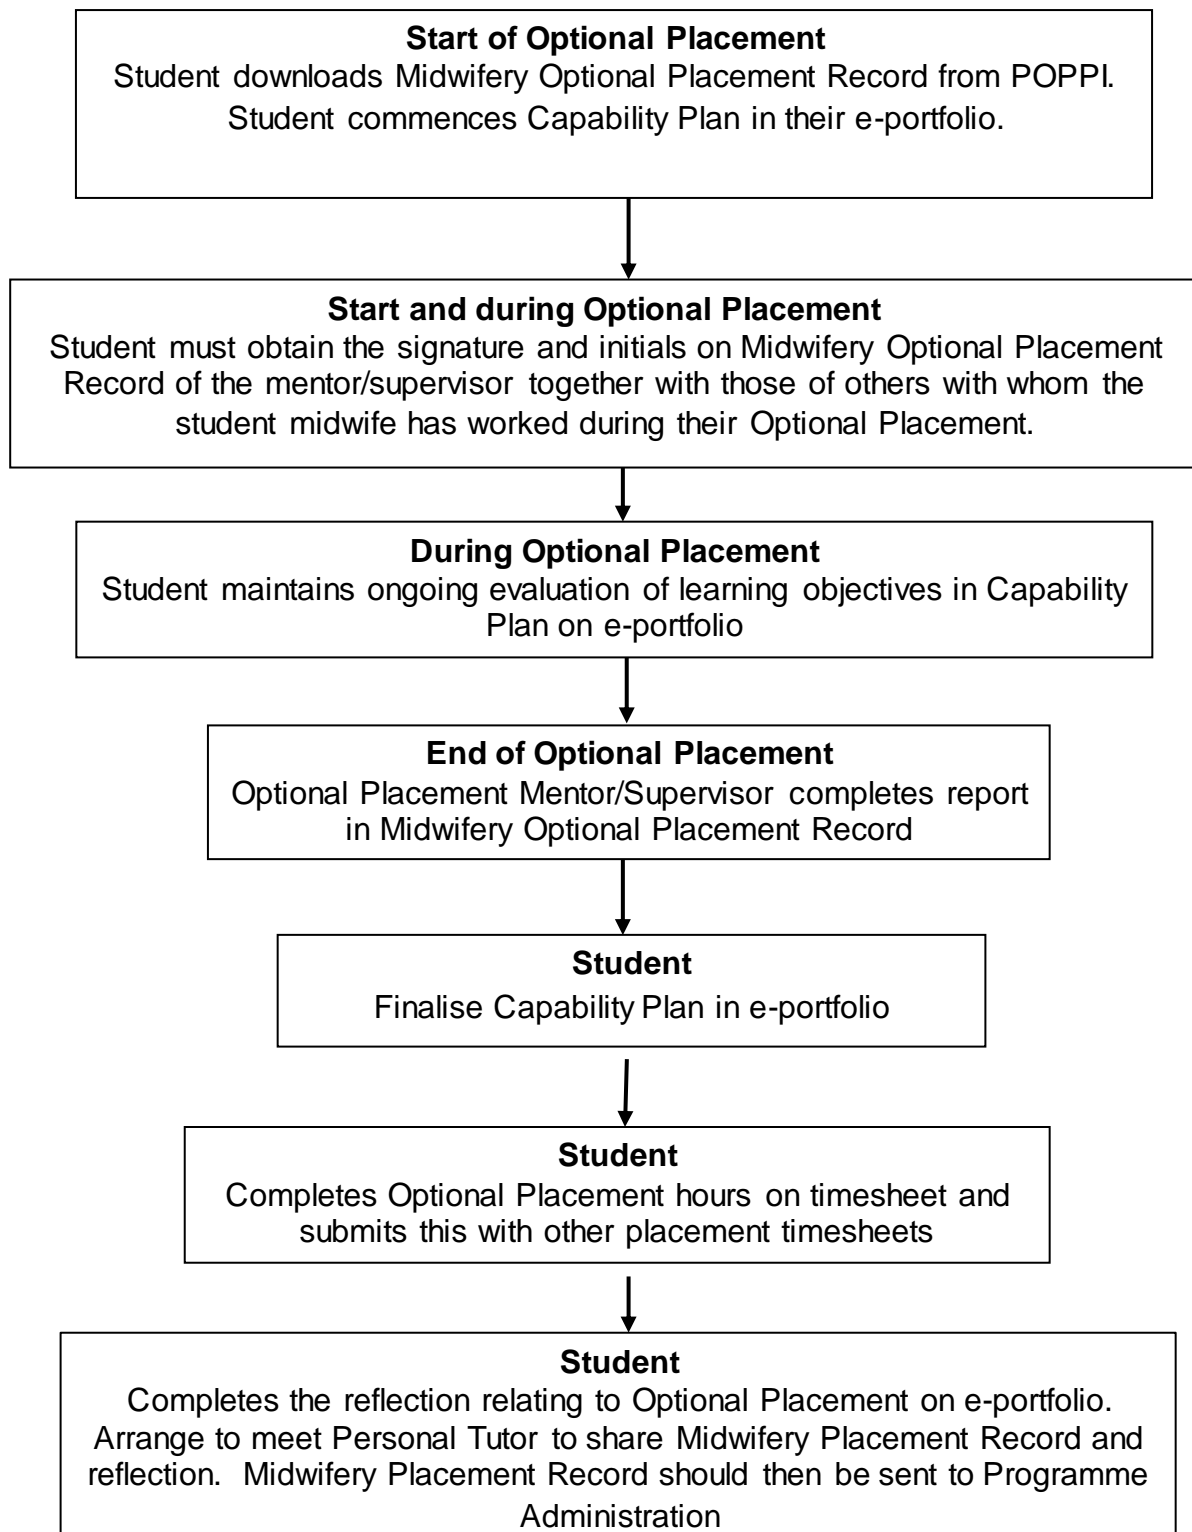 Start of Optional Placement
Student downloads Midwifery Optional Placement Record from POPPI.
Student commences Capability Plan in their e-portfolio.
Start and during Optional Placement
Student must obtain the signature and initials on Midwifery Optional Placement
Record of the mentor/supervisor together with those of others with whom the
student midwife has worked during their Optional Placement.
During Optional Placement
Student maintains ongoing evaluation of learning objectives in Capability
Plan on e-portfolio
End of Optional Placement
Optional Placement Mentor/Supervisor completes report
in Midwifery Optional Placement Record
Student
Finalise Capability Plan in e-portfolio
Student
Completes Optional Placement hours on timesheet and
submits this with other placement timesheets
Student
Completes the reflection relating to Optional Placement on e-portfolio.
Arrange to meet Personal Tutor to share Midwifery Placement Record and
reflection. Midwifery Placement Record should then be sent to Programme
Administration